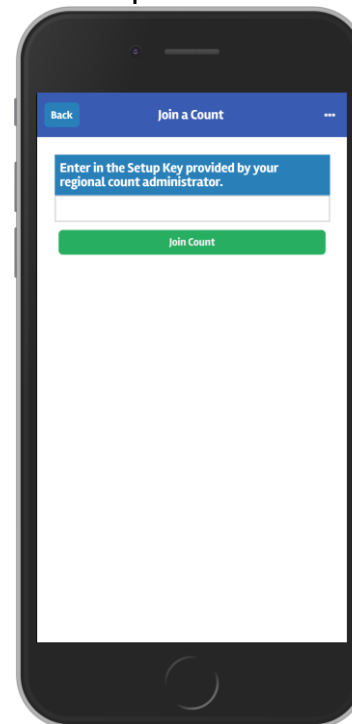 Back Join a Count ...
Enter in the Setup Key provided by your
regional count administrator.
Join Count